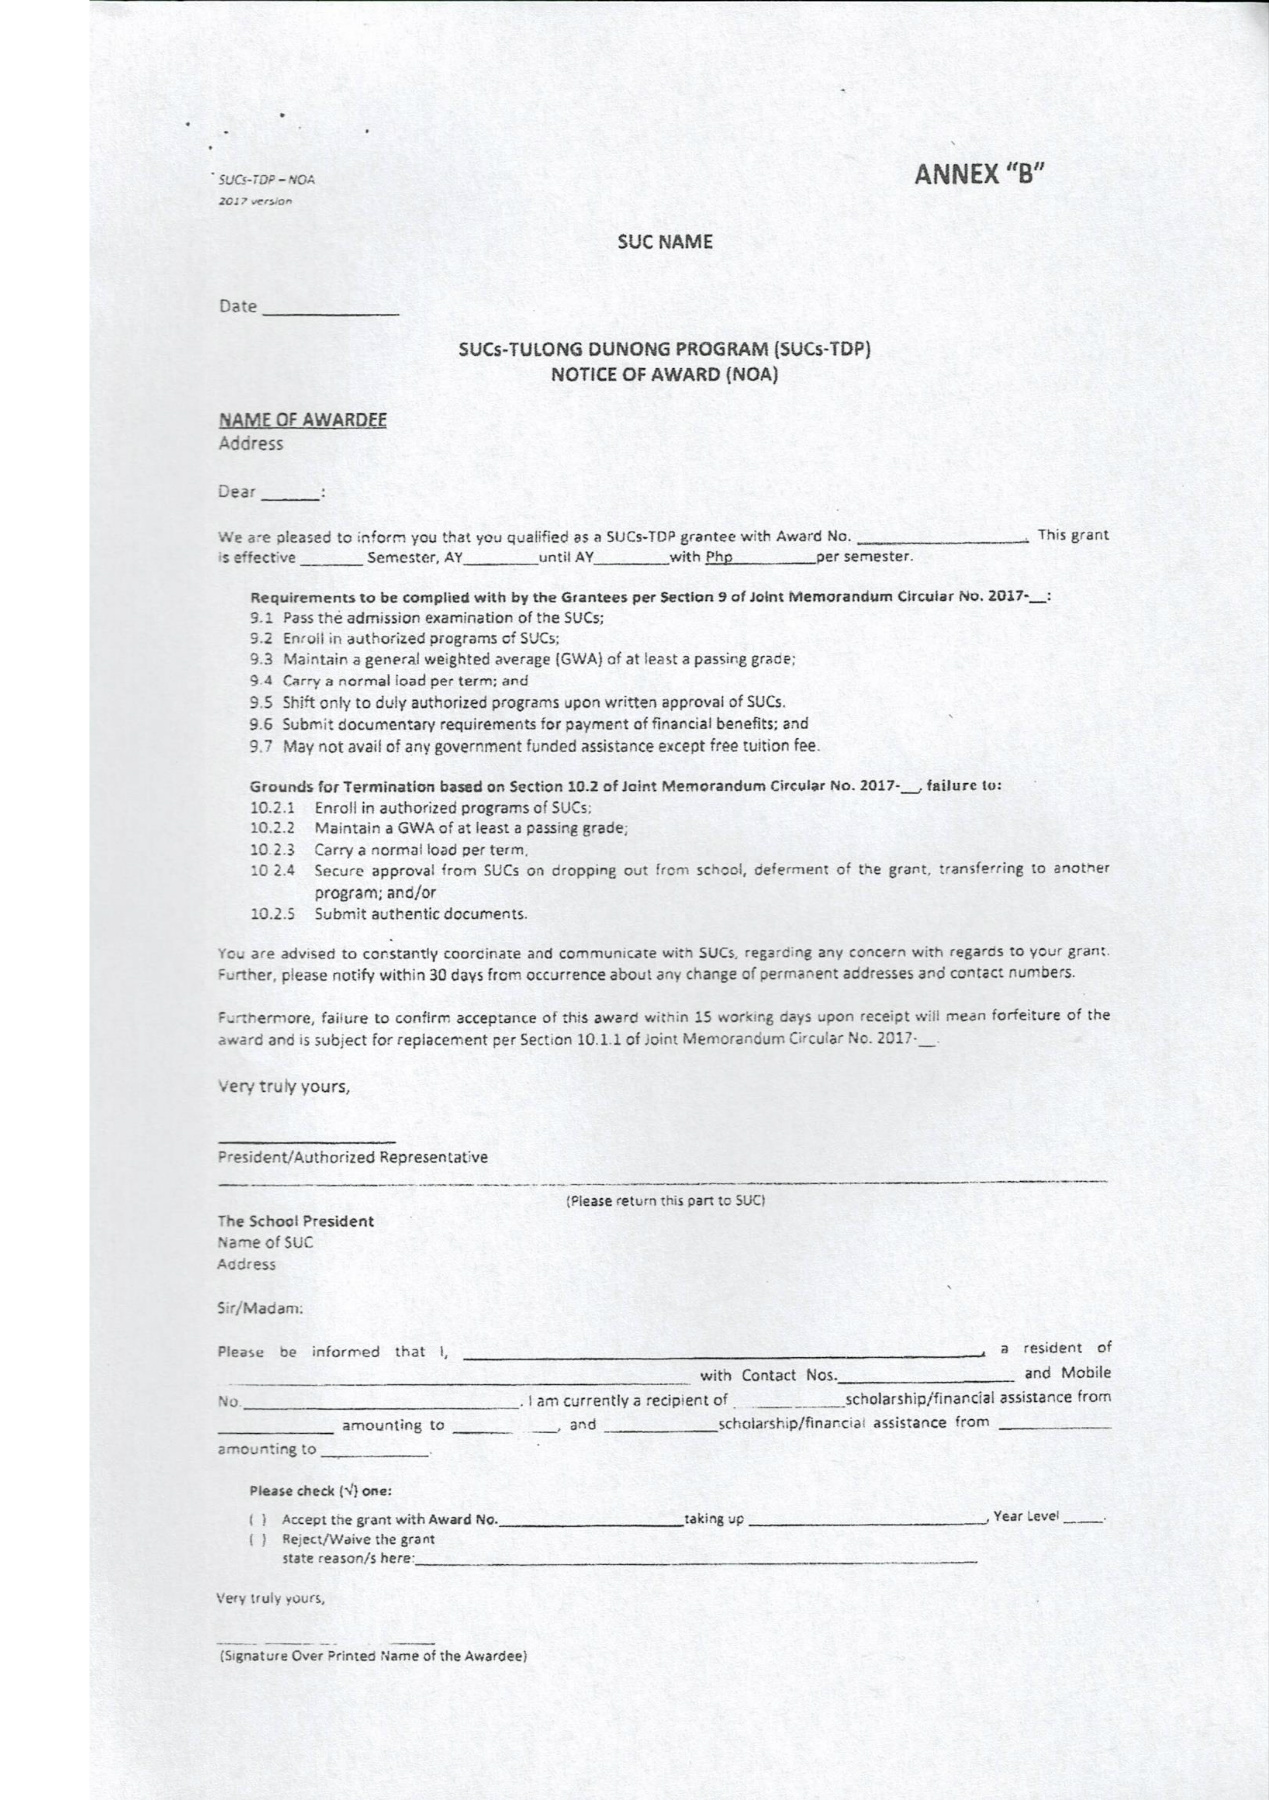 SUCs-TDP – NOA
2017 version
ANNEX “B”
SUC NAME
Date _______________
SUCs-TULONG DUNONG PROGRAM (SUCs-TDP)
NOTICE OF AWARD (NOA)
NAME OF AWARDEE
Address
Dear ______:
We are pleased to inform you that you qualified as a SUCs-TDP grantee with Award No. __________________. This grant
is effective _______ Semester, AY________until AY________with Php_________per semester.
Requirements to be complied with by the Grantees per Section 9 of Joint Memorandum Circular No. 2017-__:
9.1 Pass the admission examination of the SUCs;
9.2 Enroll in authorized programs of SUCs;
9.3 Maintain a general weighted average (GWA) of at least a passing grade;
9.4 Carry a normal load per term; and
9.5 Shift only to duly authorized programs upon written approval of SUCs.
9.6 Submit documentary requirements for payment of financial benefits; and
9.7 May not avail of any government funded assistance except free tuition fee.
Grounds for Termination based on Section 10.2 of Joint Memorandum Circular No. 2017-__, failure to:
10.2.1 Enroll in authorized programs of SUCs;
10.2.2 Maintain a GWA of at least a passing grade;
10.2.3 Carry a normal load per term,
10.2.4 Secure approval from SUCs on dropping out from school, deferment of the grant, transferring to another
program; and/or
10.2.5 Submit authentic documents.
You are advised to constantly coordinate and communicate with SUCs, regarding any concern with regards to your grant.
Further, please notify within 30 days from occurrence about any change of permanent addresses and contact numbers.
Furthermore, failure to confirm acceptance of this award within 15 working days upon receipt will mean forfeiture of the
award and is subject for replacement per Section 10.1.1 of Joint Memorandum Circular No. 2017-__.
Very truly yours,
President/Authorized Representative
(Please return this part to SUC)
The School President
Name of SUC
Address
Sir/Madam:
Please be informed that I, ______________________________, a resident of
______________________________ with Contact Nos.__________________ and Mobile
No.______________________________. I am currently a recipient of ____________scholarship/financial assistance from
____________ amounting to ____________, and ____________scholarship/financial assistance from ____________
amounting to ____________.
Please check (√) one:
( ) Accept the grant with Award No.____________________taking up __________________________, Year Level _____.
( ) Reject/Waive the grant
state reason/s here:______________________________
Very truly yours,
(Signature Over Printed Name of the Awardee)